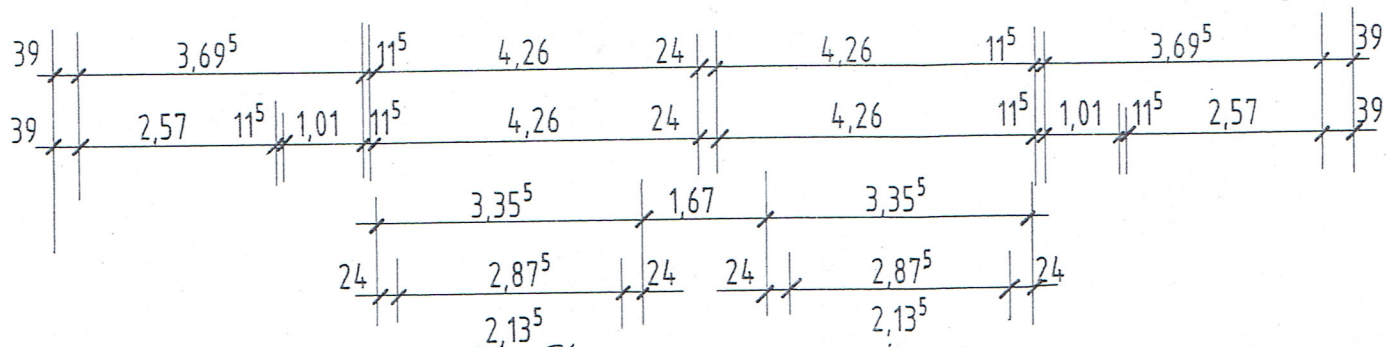 39 3,69⁵ 11⁵ 4,26 24 4,26 11⁵ 3,69⁵ 39
39 2,57 11⁵ 1,01 11⁵ 4,26 24 4,26 11⁵ 1,01 11⁵ 2,57 39
3,35⁵ 1,67 3,35⁵
24 2,87⁵ 24 24 2,87⁵ 24
2,13⁵ 2,13⁵